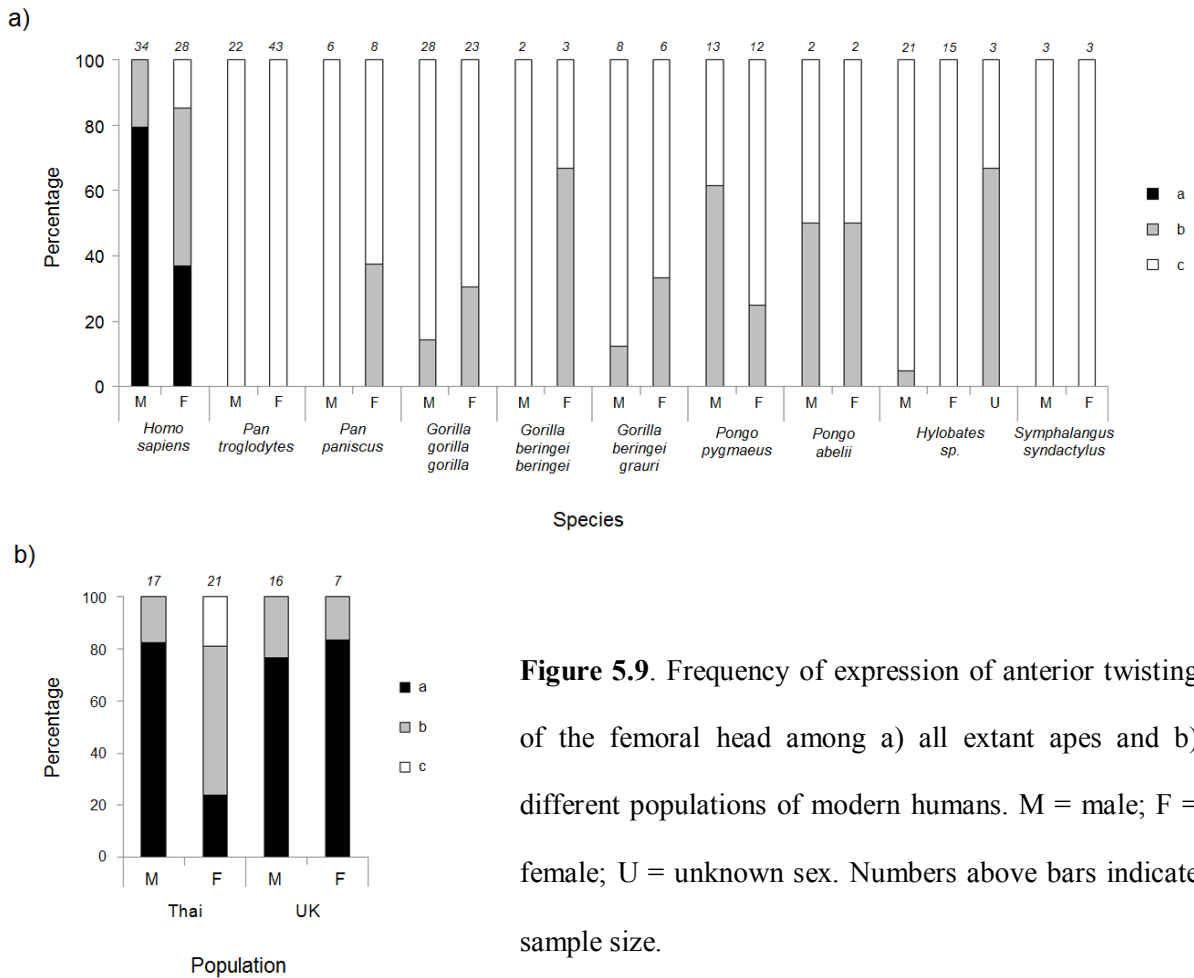 a)
34 28 22 43 6 8 28 23 2 3 8 6 13 12 2 2 21 15 3 3 3
100
80
60
40
20
0
Percentage
a
b
c
M F M F M F M F M F M F M F M F M F U M F
Homo sapiens
Pan troglodytes
Pan paniscus
Gorilla gorilla gorilla
Gorilla beringei beringei
Gorilla beringei grauri
Pongo pygmaeus
Pongo abelii
Hylobates sp.
Symphalangus syndactylus
Species
b)
17 21 16 7
100
80
60
40
20
0
Percentage
a
b
c
M F M F
Thai UK
Population
Figure 5.9. Frequency of expression of anterior twisting
of the femoral head among a) all extant apes and b)
different populations of modern humans. M = male; F =
female; U = unknown sex. Numbers above bars indicate
sample size.